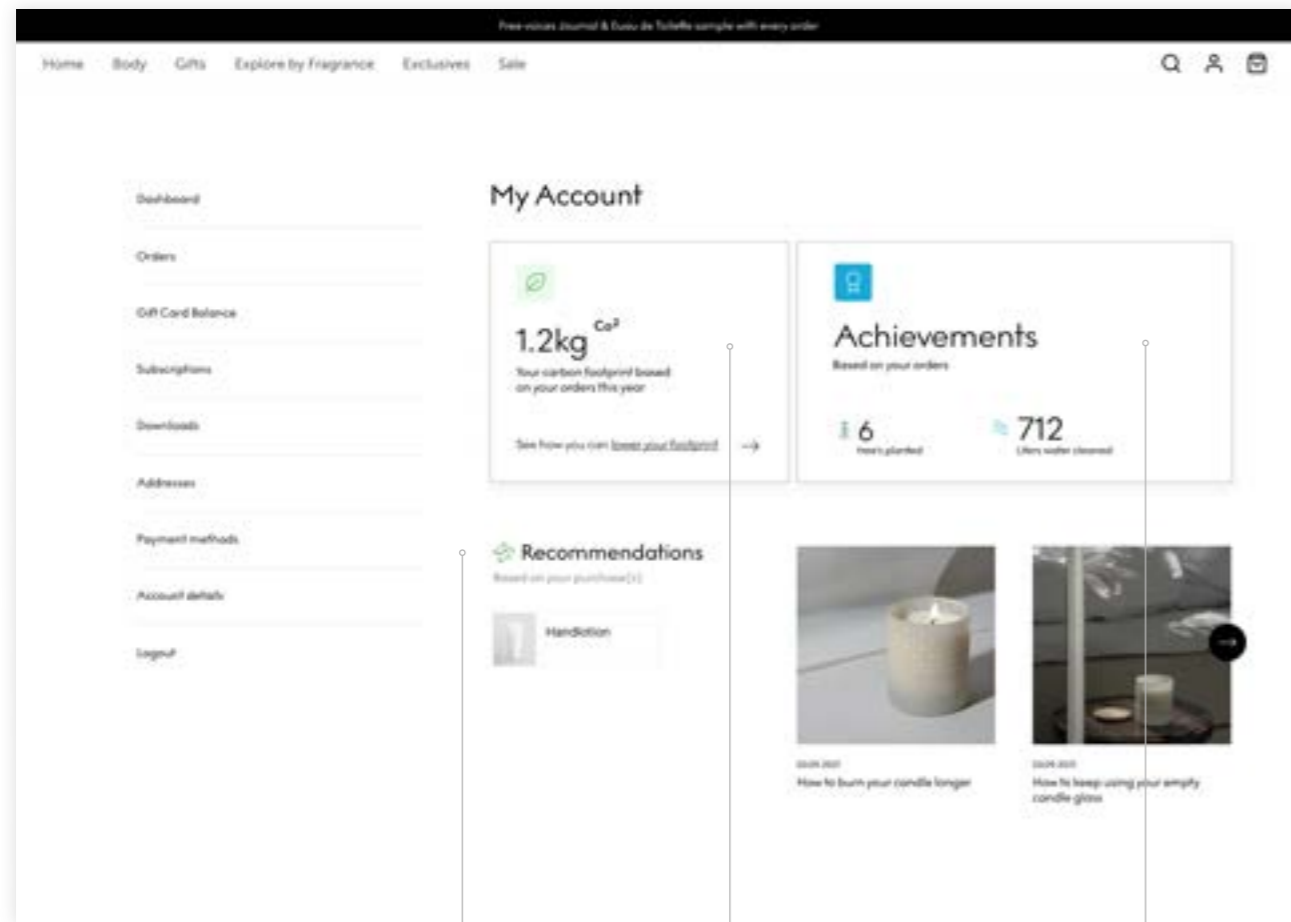 Free voices Journal & Eueu de Toilette sample with every order
Home Body Gifts Explore by Fragrance Exclusives Sale
Dashboard
Orders
Gift Card Balance
Subscriptions
Downloads
Addresses
Payment methods
Account details
Logout
My Account
1.2kg Co²
Your carbon footprint based
on your orders this year
See how you can lower your footprint
Achievements
Based on your orders
6
trees planted
712
Liters water cleaned
Recommendations
Based on your purchase(s)
Handlotion
How to burn your candle longer
How to keep using your empty
candle glass